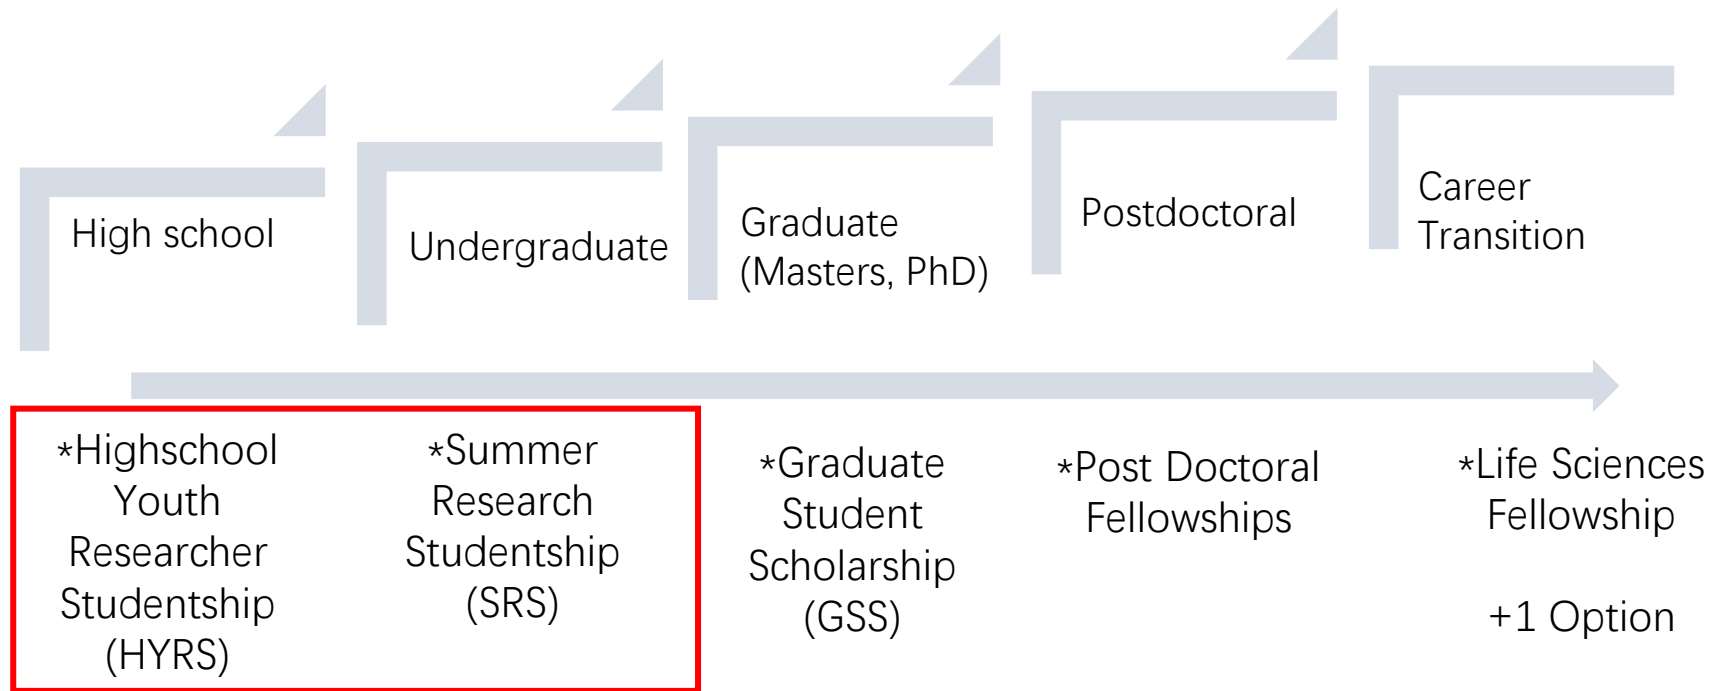 High school
Undergraduate
Graduate
(Masters, PhD)
Postdoctoral
Career
Transition
*Highschool
Youth
Researcher
Studentship
(HYRS)
*Summer
Research
Studentship
(SRS)
*Graduate
Student
Scholarship
(GSS)
*Post Doctoral
Fellowships
*Life Sciences
Fellowship
+1 Option